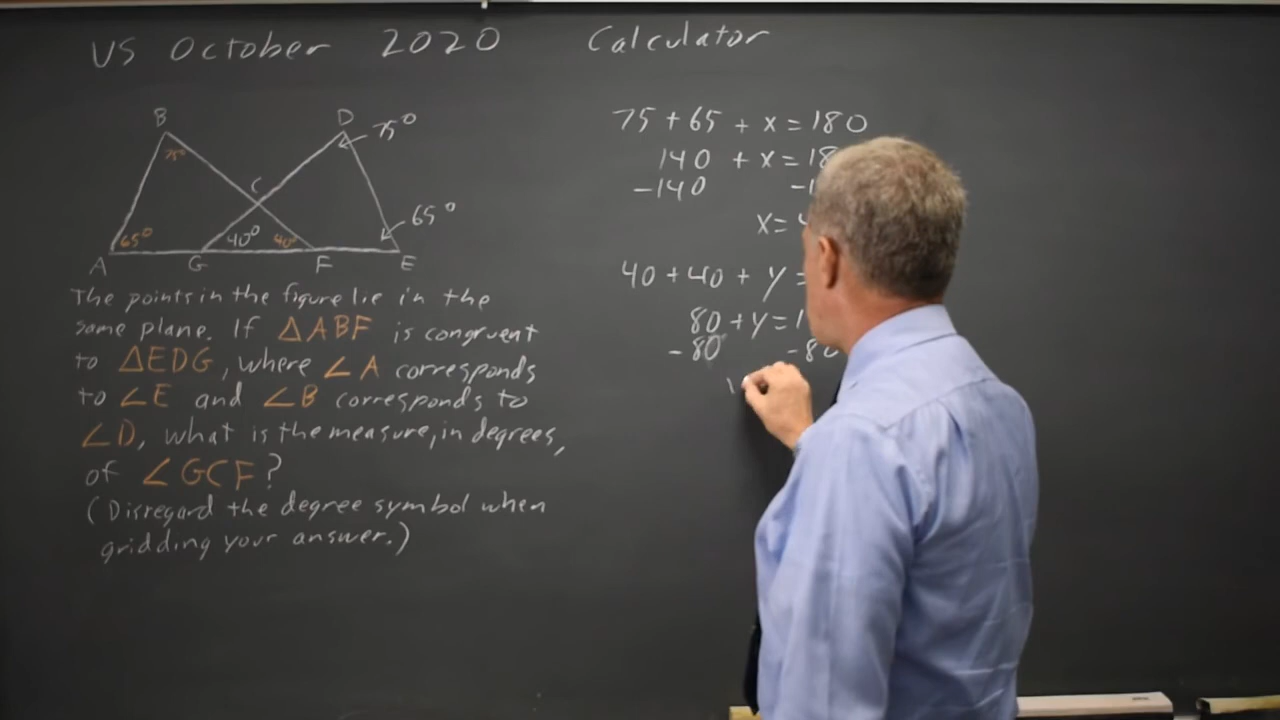 US October 2020 Calculator
B
D
75°
75°
C
65°
65°
40°
40°
A
G
F
E
The points in the figure lie in the
same plane. If △ABF is congruent
to △EDG, where ∠A corresponds
to ∠E and ∠B corresponds to
∠D, what is the measure, in degrees,
of ∠GCF?
(Disregard the degree symbol when
gridding your answer.)
75 + 65 + x = 180
140 + x = 18
-140 -1
x =
40 + 40 + y =
80 + y = 1
-80 -80